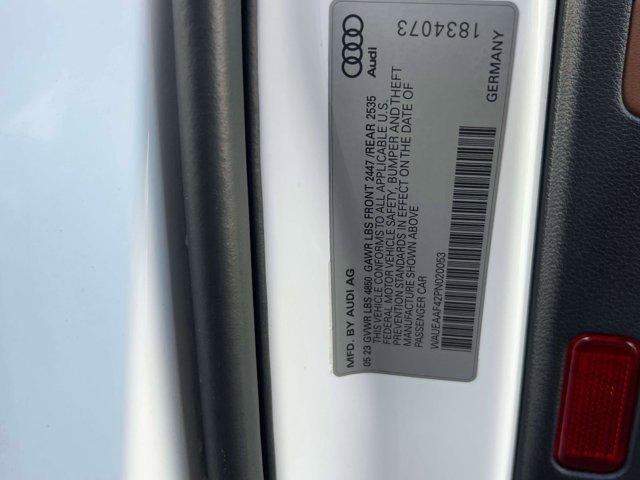 MFD. BY AUDI AG
05 23 GVWR LBS 4850 GAWR LBS FRONT 2447 /REAR 2535
THIS VEHICLE CONFORMS TO ALL APPLICABLE U.S.
FEDERAL MOTOR VEHICLE SAFETY, BUMPER AND THEFT
PREVENTION STANDARDS IN EFFECT ON THE DATE OF
MANUFACTURE SHOWN ABOVE
PASSENGER CAR
WAUEAAF42PN020053
GERMANY
Audi
1834073